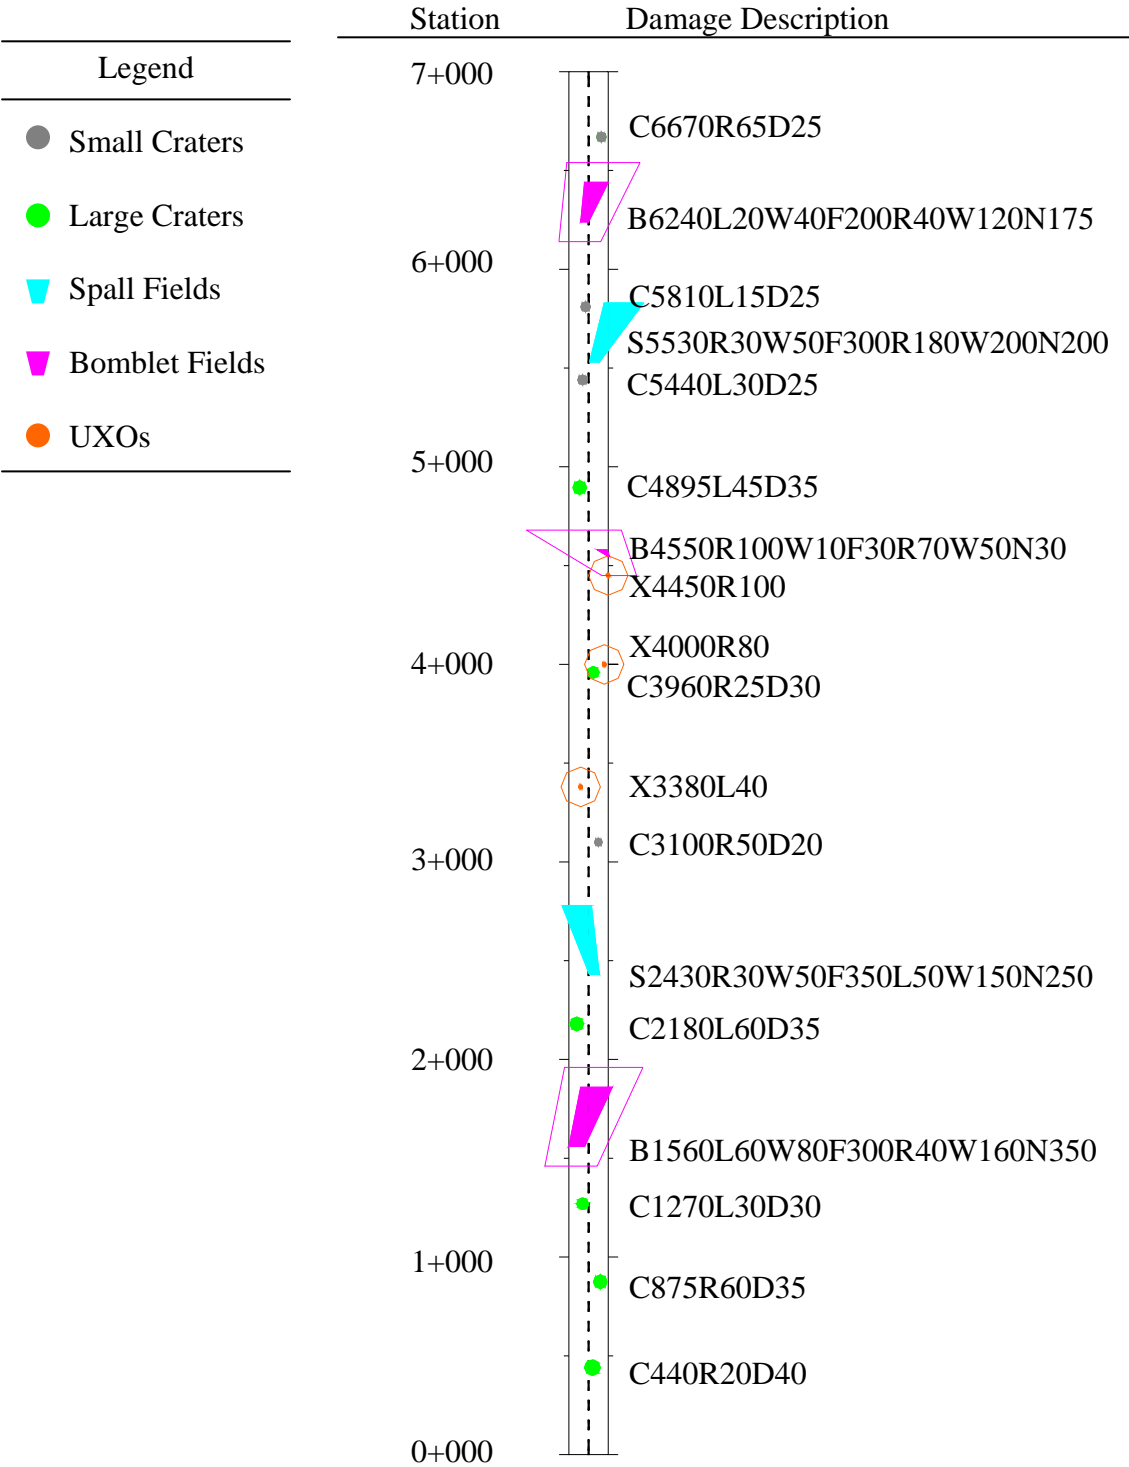 Station Damage Description
Legend
Small Craters
Large Craters
Spall Fields
Bomblet Fields
UXOs
7+000
C6670R65D25
B6240L20W40F200R40W120N175
6+000
C5810L15D25
S5530R30W50F300R180W200N200
C5440L30D25
5+000
C4895L45D35
B4550R100W10F30R70W50N30
X4450R100
X4000R80
4+000
C3960R25D30
X3380L40
C3100R50D20
3+000
S2430R30W50F350L50W150N250
C2180L60D35
2+000
B1560L60W80F300R40W160N350
C1270L30D30
1+000
C875R60D35
C440R20D40
0+000